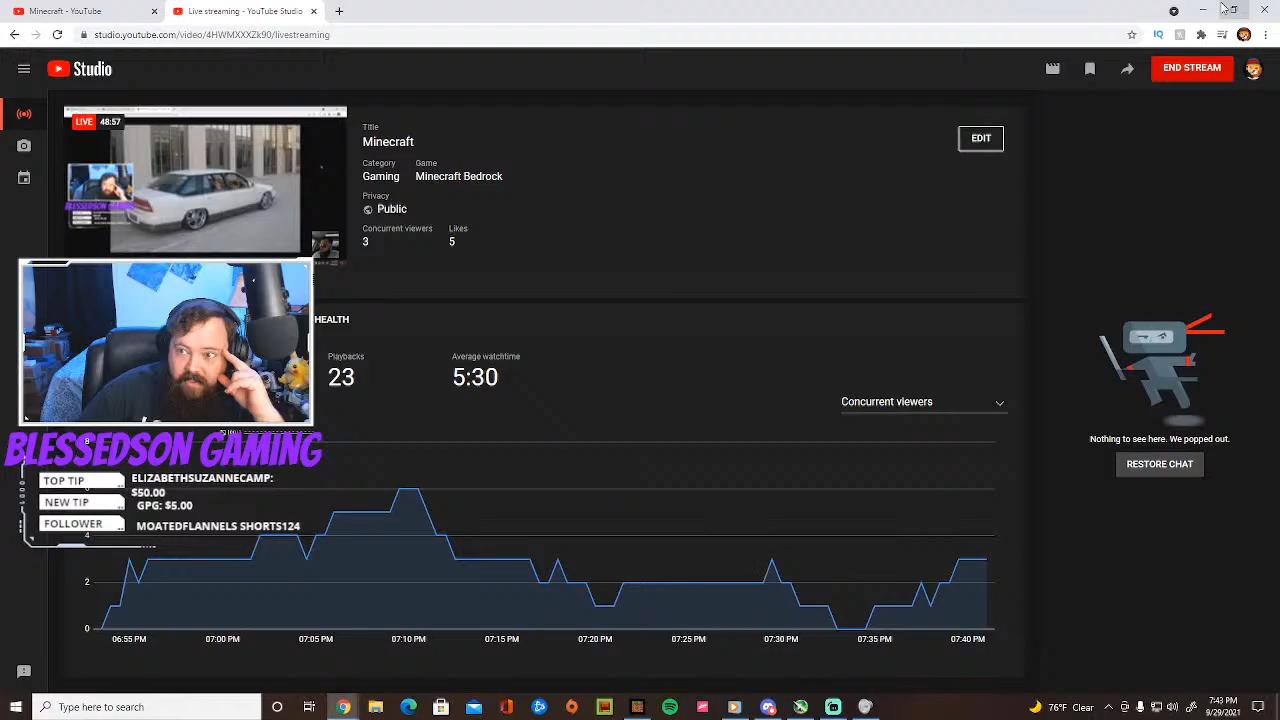 Minecraft - YouTube
Live streaming - YouTube Studio
studio.youtube.com/video/4HWMXXXZk90/livestreaming
IQ
Studio
END STREAM
LIVE 48:57
Title
Minecraft
EDIT
Category Game
Gaming Minecraft Bedrock
Privacy
Public
Concurrent viewers Likes
3 5
HEALTH
Playbacks Average watchtime
23 5:30
Concurrent viewers
Nothing to see here. We popped out.
RESTORE CHAT
8
BLESSEDSON GAMING
TOP TIP ELIZABETHSUZANNECAMP:
$50.00
NEW TIP GPG: $5.00
FOLLOWER MOATEDFLANNELS SHORTS124
4
2
0
06:55 PM 07:00 PM 07:05 PM 07:10 PM 07:15 PM 07:20 PM 07:25 PM 07:30 PM 07:35 PM 07:40 PM
Type here to search
76°F Clear
7:43 PM
9/29/2021